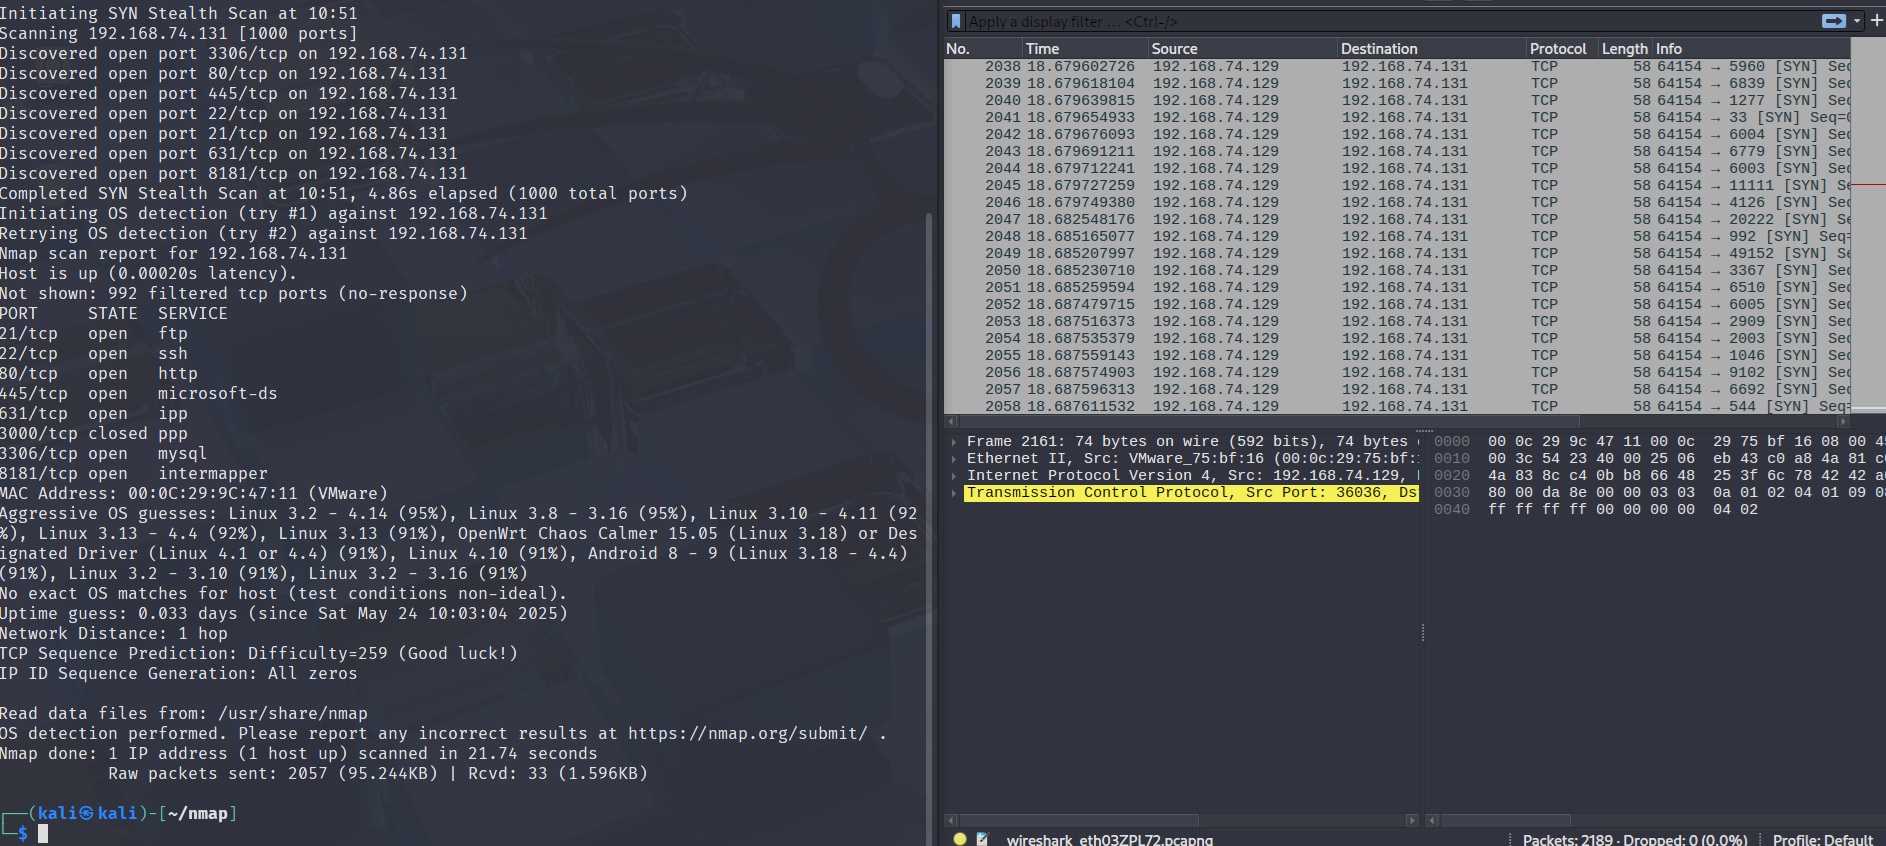 Initiating SYN Stealth Scan at 10:51
Scanning 192.168.74.131 [1000 ports]
Discovered open port 3306/tcp on 192.168.74.131
Discovered open port 80/tcp on 192.168.74.131
Discovered open port 445/tcp on 192.168.74.131
Discovered open port 22/tcp on 192.168.74.131
Discovered open port 21/tcp on 192.168.74.131
Discovered open port 631/tcp on 192.168.74.131
Discovered open port 8181/tcp on 192.168.74.131
Completed SYN Stealth Scan at 10:51, 4.86s elapsed (1000 total ports)
Initiating OS detection (try #1) against 192.168.74.131
Retrying OS detection (try #2) against 192.168.74.131
Nmap scan report for 192.168.74.131
Host is up (0.00020s latency).
Not shown: 992 filtered tcp ports (no-response)
PORT     STATE  SERVICE
21/tcp   open   ftp
22/tcp   open   ssh
80/tcp   open   http
445/tcp  open   microsoft-ds
631/tcp  open   ipp
3000/tcp closed ppp
3306/tcp open   mysql
8181/tcp open   intermapper
MAC Address: 00:0C:29:9C:47:11 (VMware)
Aggressive OS guesses: Linux 3.2 - 4.14 (95%), Linux 3.8 - 3.16 (95%), Linux 3.10 - 4.11 (92
%), Linux 3.13 - 4.4 (92%), Linux 3.13 (91%), OpenWrt Chaos Calmer 15.05 (Linux 3.18) or Des
ignated Driver (Linux 4.1 or 4.4) (91%), Linux 4.10 (91%), Android 8 - 9 (Linux 3.18 - 4.4)
(91%), Linux 3.2 - 3.10 (91%), Linux 3.2 - 3.16 (91%)
No exact OS matches for host (test conditions non-ideal).
Uptime guess: 0.033 days (since Sat May 24 10:03:04 2025)
Network Distance: 1 hop
TCP Sequence Prediction: Difficulty=259 (Good luck!)
IP ID Sequence Generation: All zeros
Read data files from: /usr/share/nmap
OS detection performed. Please report any incorrect results at https://nmap.org/submit/ .
Nmap done: 1 IP address (1 host up) scanned in 21.74 seconds
Raw packets sent: 2057 (95.244KB) | Rcvd: 33 (1.596KB)
┌──(kali㉿kali)-[~/nmap]
└─$
Apply a display filter ... <Ctrl-/>
No. Time Source Destination Protocol Length Info
2038 18.679602726 192.168.74.129 192.168.74.131 TCP 58 64154 → 5960 [SYN] Sec
2039 18.679618104 192.168.74.129 192.168.74.131 TCP 58 64154 → 6839 [SYN] Sec
2040 18.679639815 192.168.74.129 192.168.74.131 TCP 58 64154 → 1277 [SYN] Sec
2041 18.679654933 192.168.74.129 192.168.74.131 TCP 58 64154 → 33 [SYN] Seq=0
2042 18.679676093 192.168.74.129 192.168.74.131 TCP 58 64154 → 6004 [SYN] Sec
2043 18.679691211 192.168.74.129 192.168.74.131 TCP 58 64154 → 6779 [SYN] Sec
2044 18.679712241 192.168.74.129 192.168.74.131 TCP 58 64154 → 6003 [SYN] Sec
2045 18.679727259 192.168.74.129 192.168.74.131 TCP 58 64154 → 11111 [SYN] Se
2046 18.679749380 192.168.74.129 192.168.74.131 TCP 58 64154 → 4126 [SYN] Sec
2047 18.682548176 192.168.74.129 192.168.74.131 TCP 58 64154 → 20222 [SYN] Se
2048 18.685165077 192.168.74.129 192.168.74.131 TCP 58 64154 → 992 [SYN] Seq=
2049 18.685207997 192.168.74.129 192.168.74.131 TCP 58 64154 → 49152 [SYN] Se
2050 18.685230710 192.168.74.129 192.168.74.131 TCP 58 64154 → 3367 [SYN] Sec
2051 18.685259594 192.168.74.129 192.168.74.131 TCP 58 64154 → 6510 [SYN] Sec
2052 18.687479715 192.168.74.129 192.168.74.131 TCP 58 64154 → 6005 [SYN] Sec
2053 18.687516373 192.168.74.129 192.168.74.131 TCP 58 64154 → 2909 [SYN] Sec
2054 18.687535379 192.168.74.129 192.168.74.131 TCP 58 64154 → 2003 [SYN] Sec
2055 18.687559143 192.168.74.129 192.168.74.131 TCP 58 64154 → 1046 [SYN] Sec
2056 18.687574903 192.168.74.129 192.168.74.131 TCP 58 64154 → 9102 [SYN] Sec
2057 18.687596313 192.168.74.129 192.168.74.131 TCP 58 64154 → 6692 [SYN] Sec
2058 18.687611532 192.168.74.129 192.168.74.131 TCP 58 64154 → 544 [SYN] Seq=
Frame 2161: 74 bytes on wire (592 bits), 74 bytes
Ethernet II, Src: VMware_75:bf:16 (00:0c:29:75:bf:
Internet Protocol Version 4, Src: 192.168.74.129,
Transmission Control Protocol, Src Port: 36036, Ds
0000 00 0c 29 9c 47 11 00 0c 29 75 bf 16 08 00 45
0010 00 3c 54 23 40 00 25 06 eb 43 c0 a8 4a 81 c0
0020 4a 83 8c c4 0b b8 66 48 25 3f 6c 78 42 42 a0
0030 80 00 da 8e 00 00 03 03 0a 01 02 04 01 09 08
0040 ff ff ff ff 00 00 00 00 04 02
wireshark_eth03ZPL72.pcapng
Packets: 2189 · Dropped: 0 (0.0%)
Profile: Default